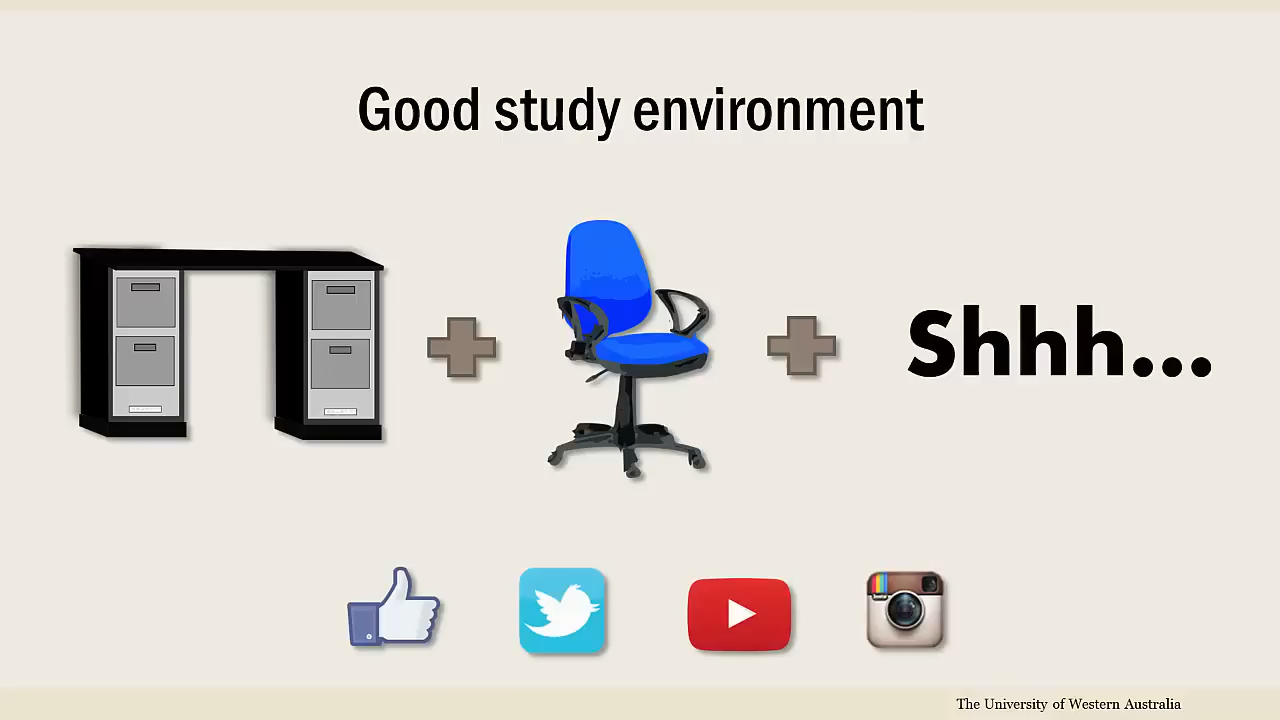 Good study environment
Shhh...
The University of Western Australia